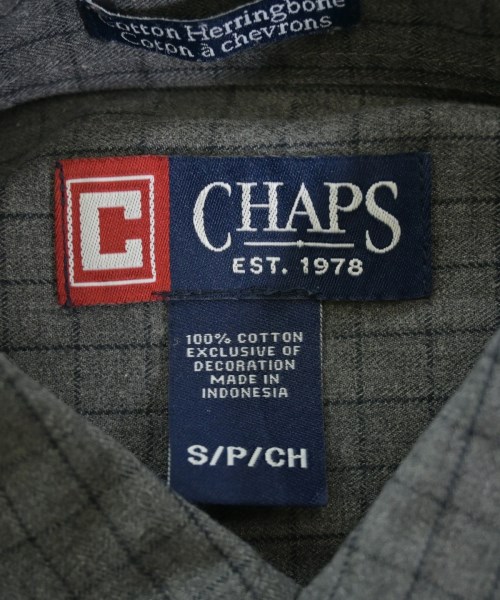 Cotton Herringbone
Coton à chevrons
C CHAPS
EST. 1978
100% COTTON
EXCLUSIVE OF
DECORATION
MADE IN
INDONESIA
S/P/CH